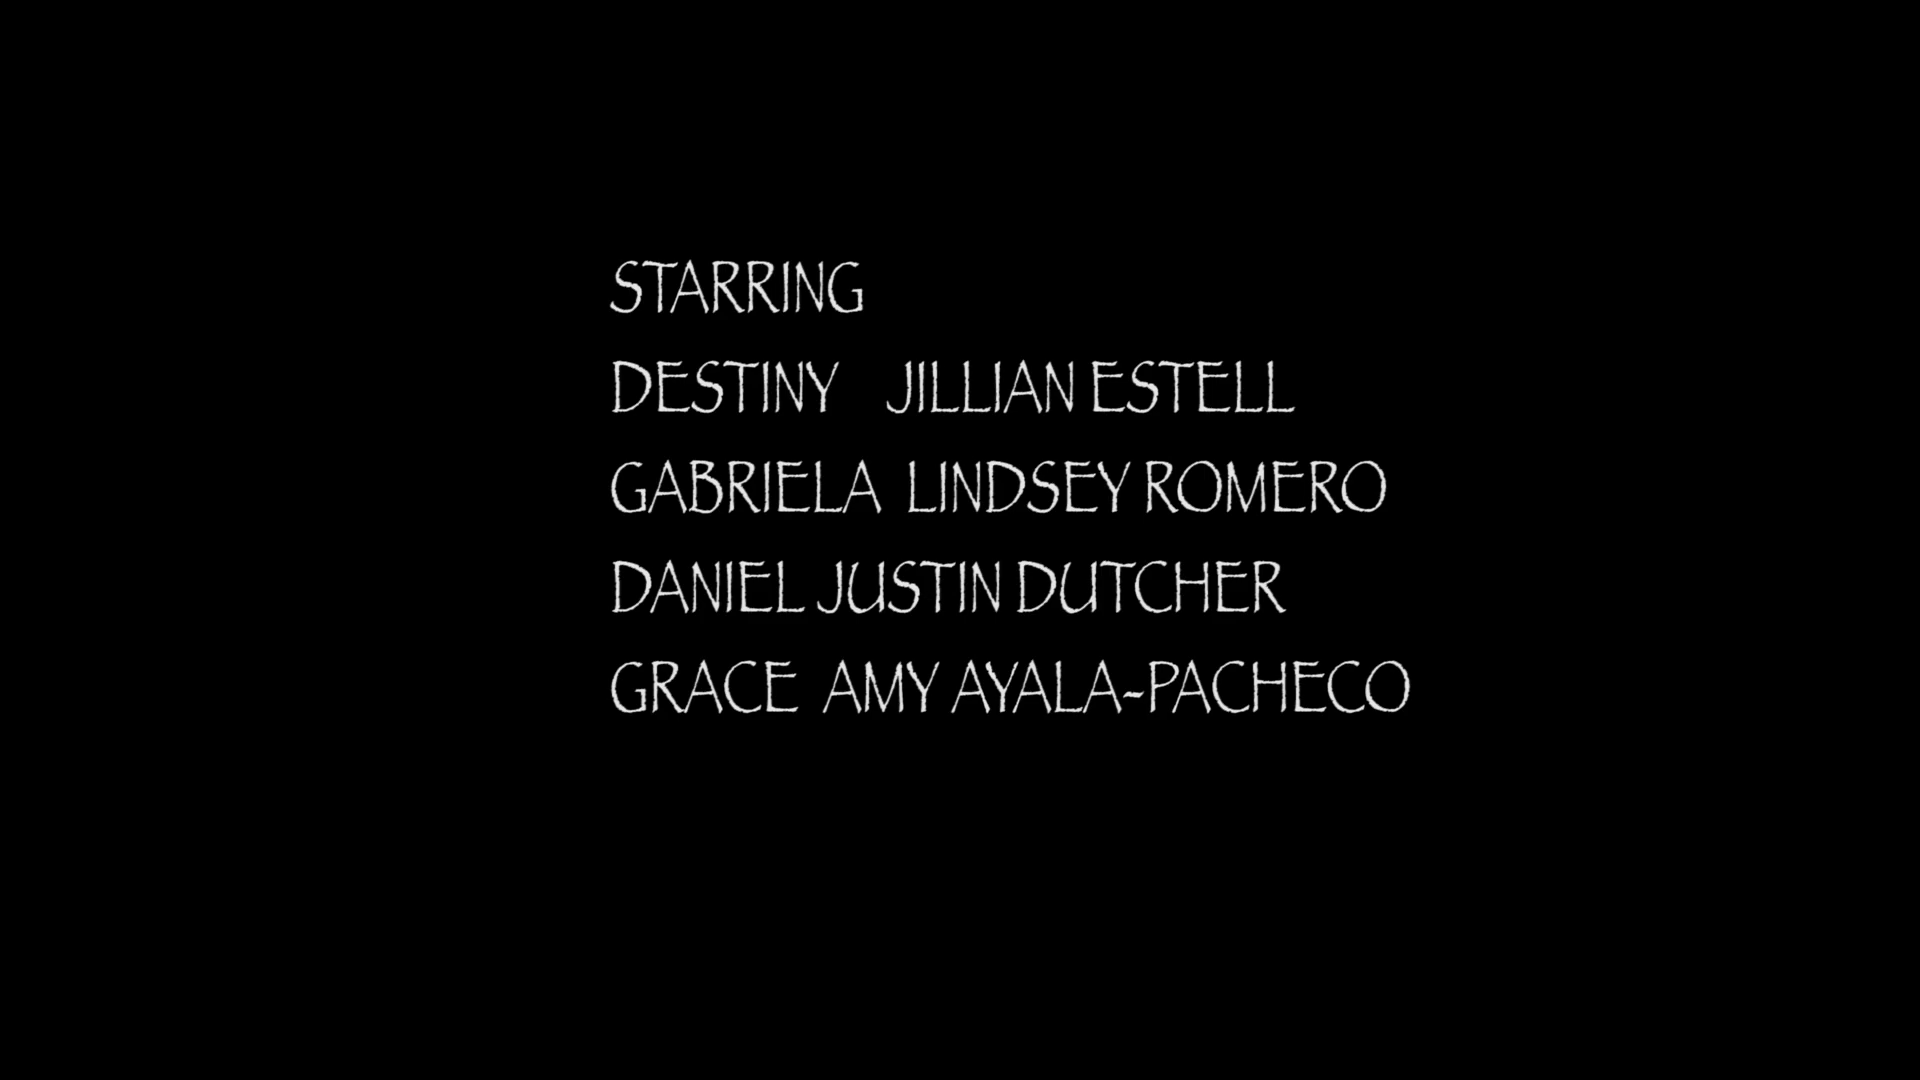 STARRING
DESTINY JILLIAN ESTELL
GABRIELA LINDSEY ROMERO
DANIEL JUSTIN DUTCHER
GRACE AMY AYALA-PACHECO